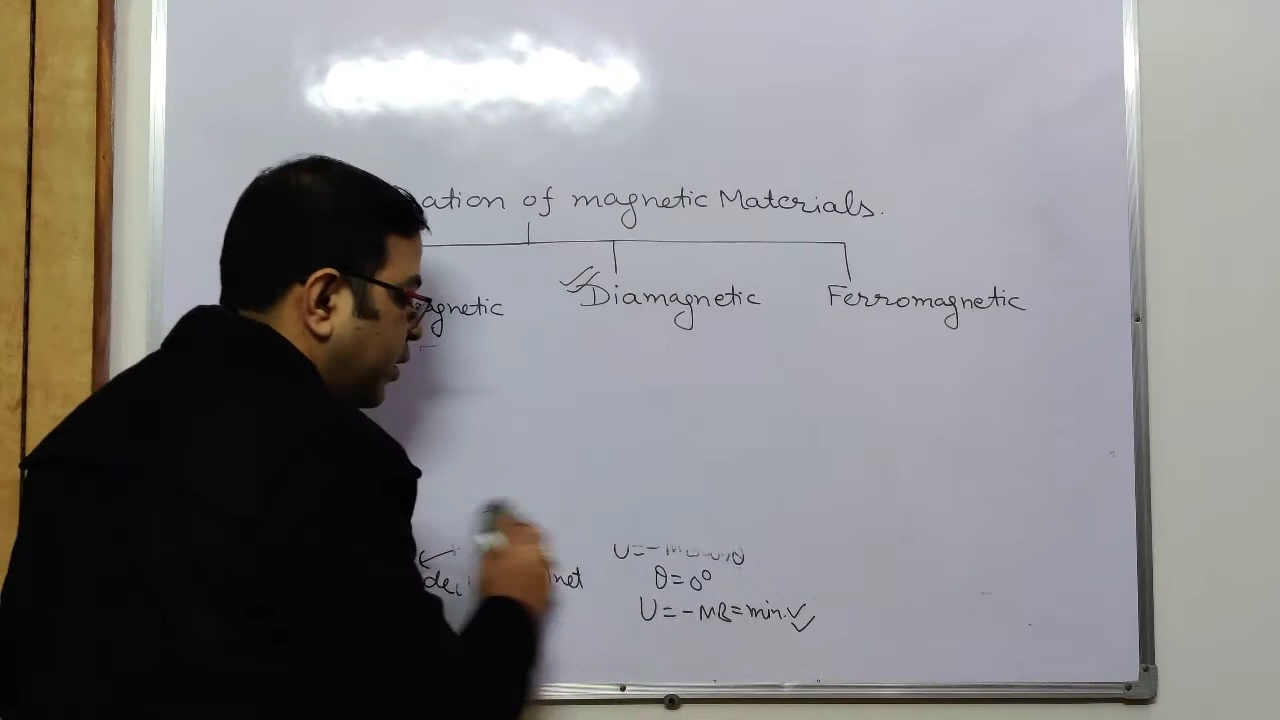 ation of magnetic Materials.
agnetic Diamagnetic Ferromagnetic
θ=0°
net
U=-MB=min.